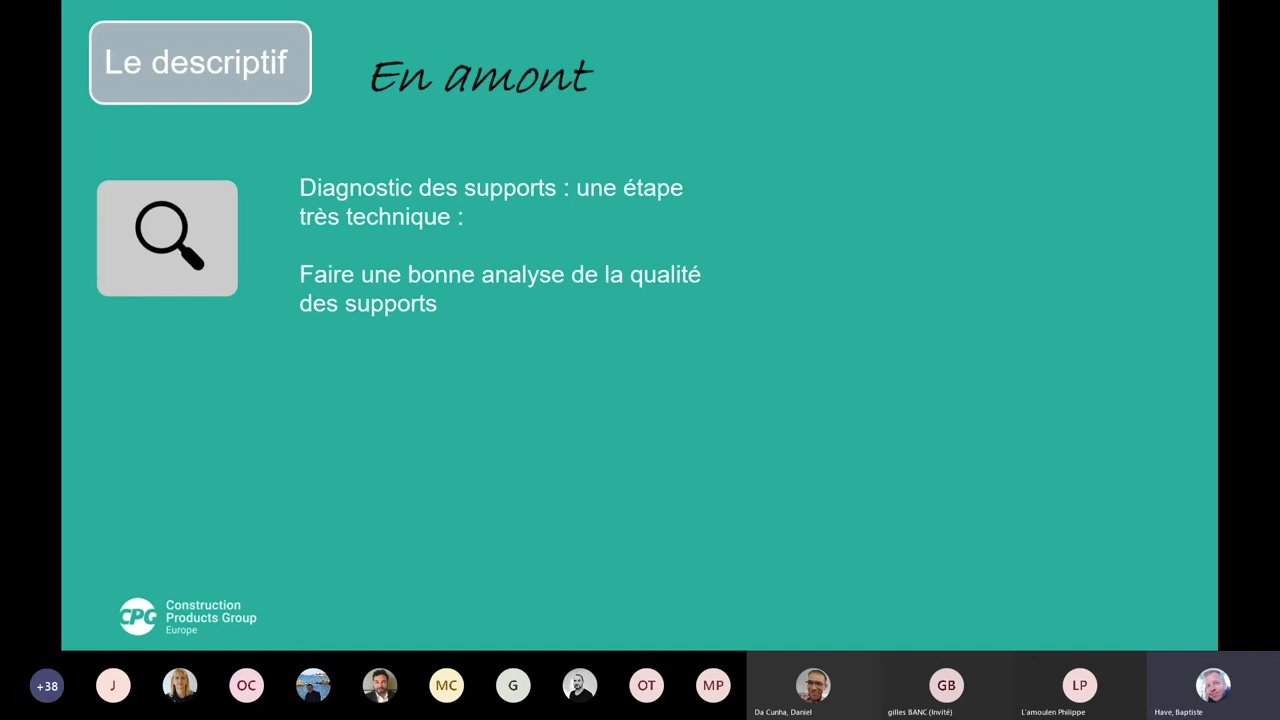 Le descriptif
En amont
Diagnostic des supports : une étape
très technique :
Faire une bonne analyse de la qualité
des supports
CPG
Construction
Products Group
Europe
+38
J
OC
MC
G
OT
MP
Da Cunha, Daniel
GB
gilles BANC (Invité)
LP
L'amoulen Philippe
Have, Baptiste